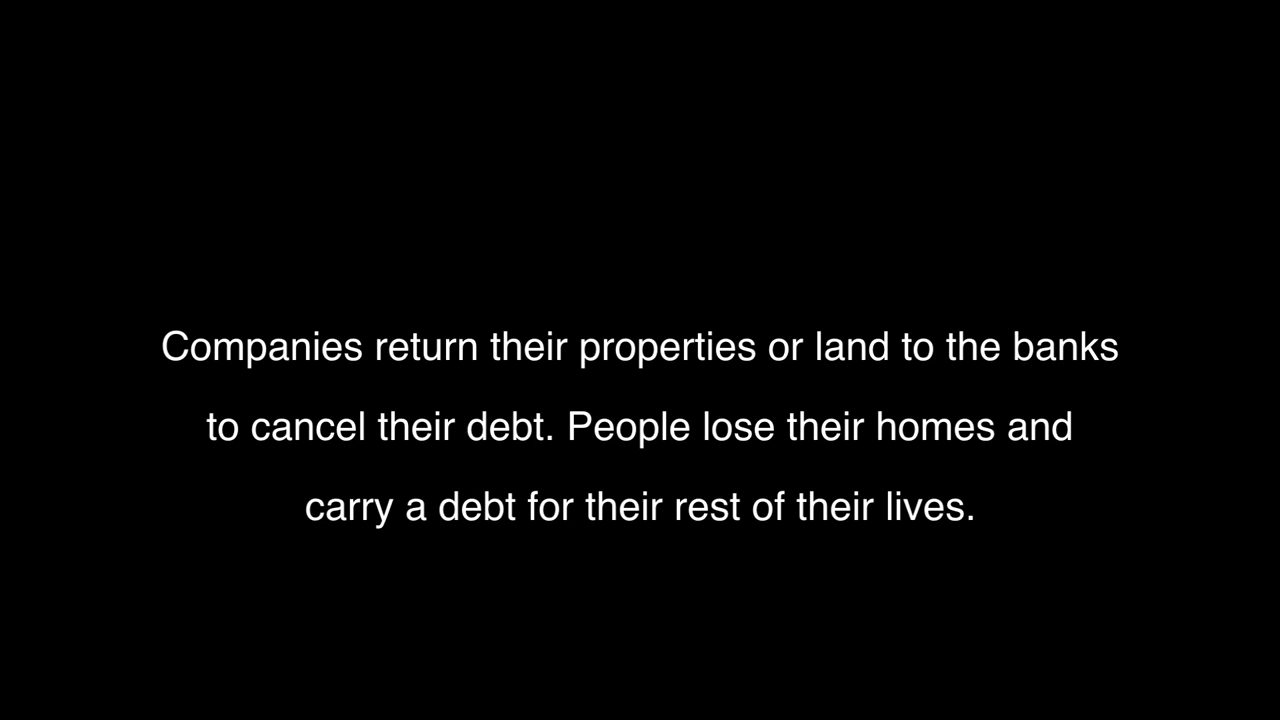 Companies return their properties or land to the banks
to cancel their debt. People lose their homes and
carry a debt for their rest of their lives.